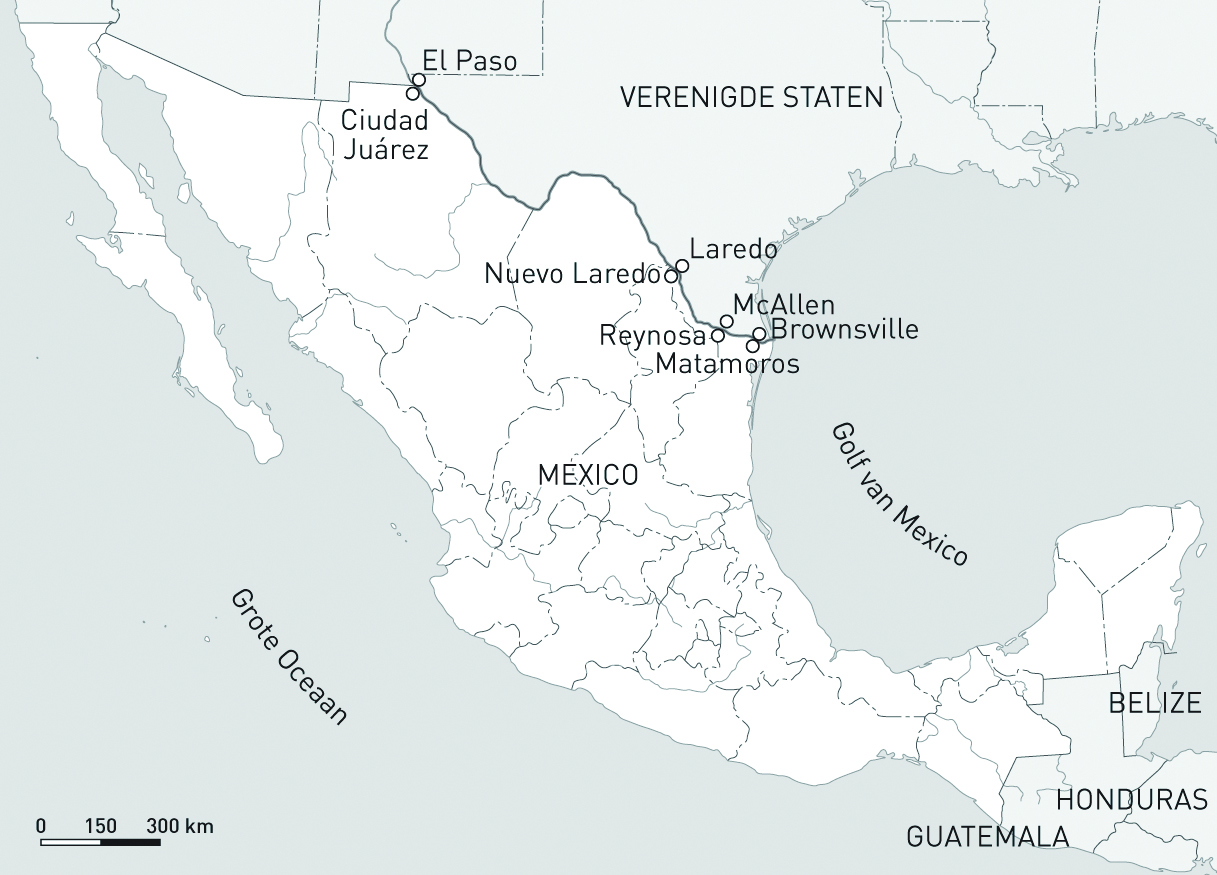 El Paso
VERENIGDE STATEN
Ciudad
Juárez
Laredo
Nuevo Laredo
McAllen
Brownsville
Reynosa
Matamoros
Golf van Mexico
MEXICO
Grote Oceaan
BELIZE
HONDURAS
GUATEMALA
0 150 300 km